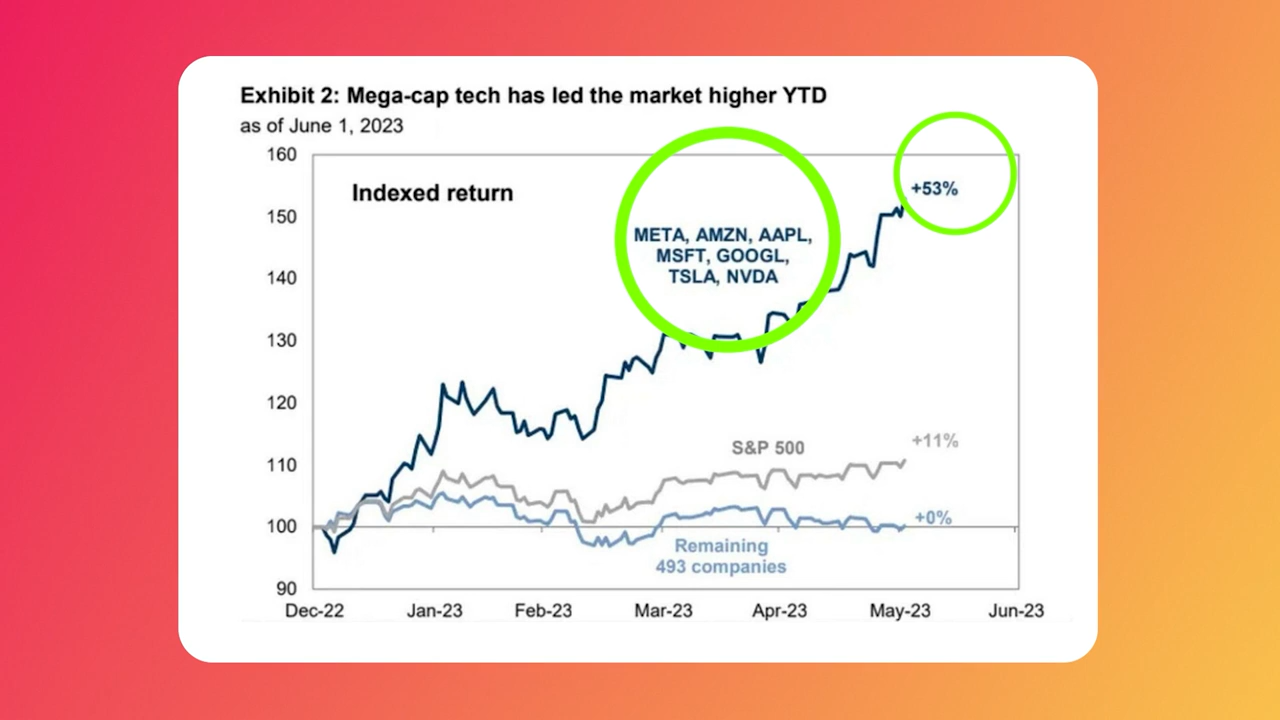 Exhibit 2: Mega-cap tech has led the market higher YTD
as of June 1, 2023
160
Indexed return
+53%
150
META, AMZN, AAPL,
MSFT, GOOGL,
TSLA, NVDA
140
130
120
S&P 500
+11%
110
100
+0%
Remaining
493 companies
90
Dec-22 Jan-23 Feb-23 Mar-23 Apr-23 May-23 Jun-23